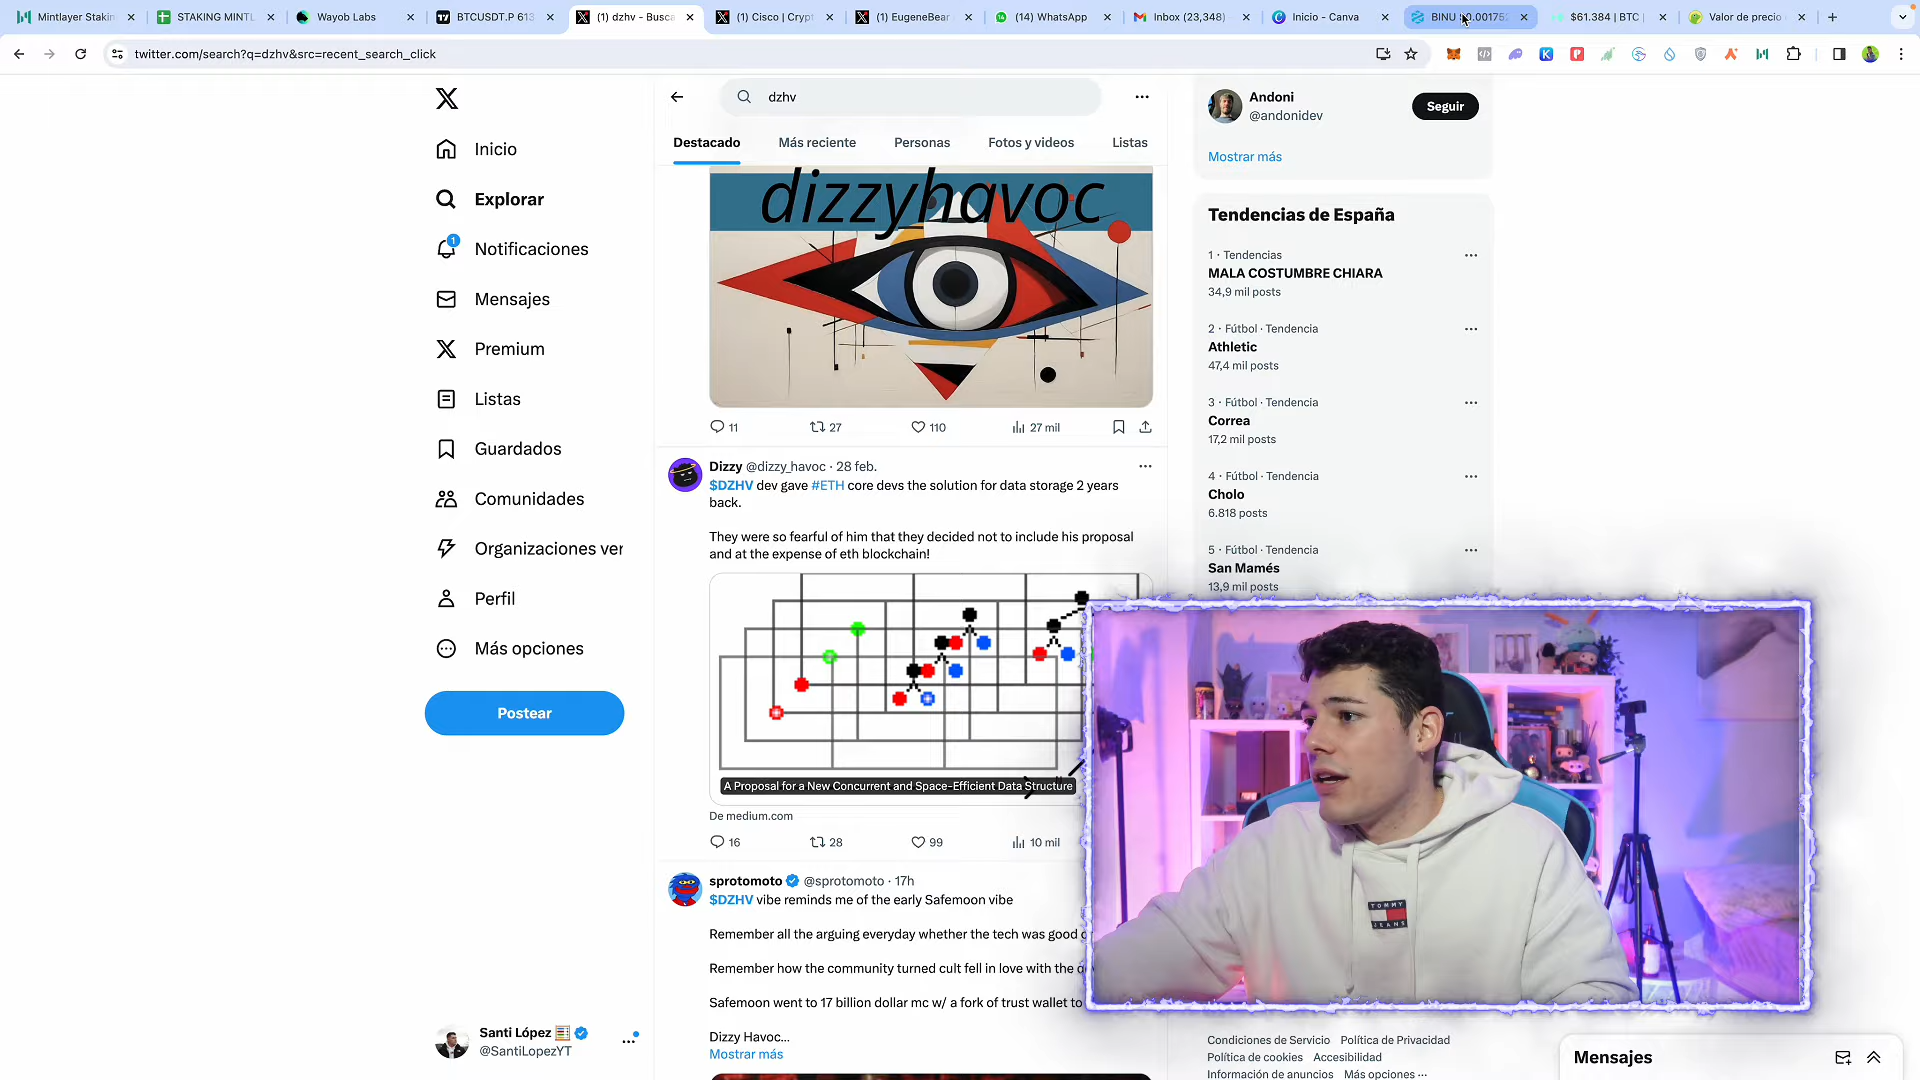 Mintlayer Stakin
STAKING MINTL
Wayob Labs
BTCUSDT.P 613
(1) dzhv - Busca
(1) Cisco | Crypt
(1) EugeneBear
(14) WhatsApp
Inbox (23,348)
Inicio - Canva
BINU
$61.384 | BTC |
Valor de precio
twitter.com/search?q=dzhv&src=recent_search_click
Inicio
Explorar
1
Notificaciones
Mensajes
Premium
Listas
Guardados
Comunidades
Organizaciones ver
Perfil
Más opciones
Postear
Santi López
@SantiLopezYT
dzhv
Destacado
Más reciente
Personas
Fotos y videos
Listas
dizzyhavoc
11
27
110
27 mil
Dizzy @dizzy_havoc · 28 feb.
$DZHV dev gave #ETH core devs the solution for data storage 2 years
back.
They were so fearful of him that they decided not to include his proposal
and at the expense of eth blockchain!
A Proposal for a New Concurrent and Space-Efficient Data Structure
De medium.com
16
28
99
10 mil
sprotomoto @sprotomoto · 17h
$DZHV vibe reminds me of the early Safemoon vibe
Remember all the arguing everyday whether the tech was good
Remember how the community turned cult fell in love with the
Safemoon went to 17 billion dollar mc w/ a fork of trust wallet to
Dizzy Havoc...
Mostrar más
Andoni
@andonidev
Seguir
Mostrar más
Tendencias de España
1 · Tendencias
MALA COSTUMBRE CHIARA
34,9 mil posts
2 · Fútbol · Tendencia
Athletic
47,4 mil posts
3 · Fútbol · Tendencia
Correa
17,2 mil posts
4 · Fútbol · Tendencia
Cholo
6.818 posts
5 · Fútbol · Tendencia
San Mamés
13,9 mil posts
TOMMY
JEANS
Condiciones de Servicio Política de Privacidad
Política de cookies Accesibilidad
Información de anuncios Más opciones ···
Mensajes